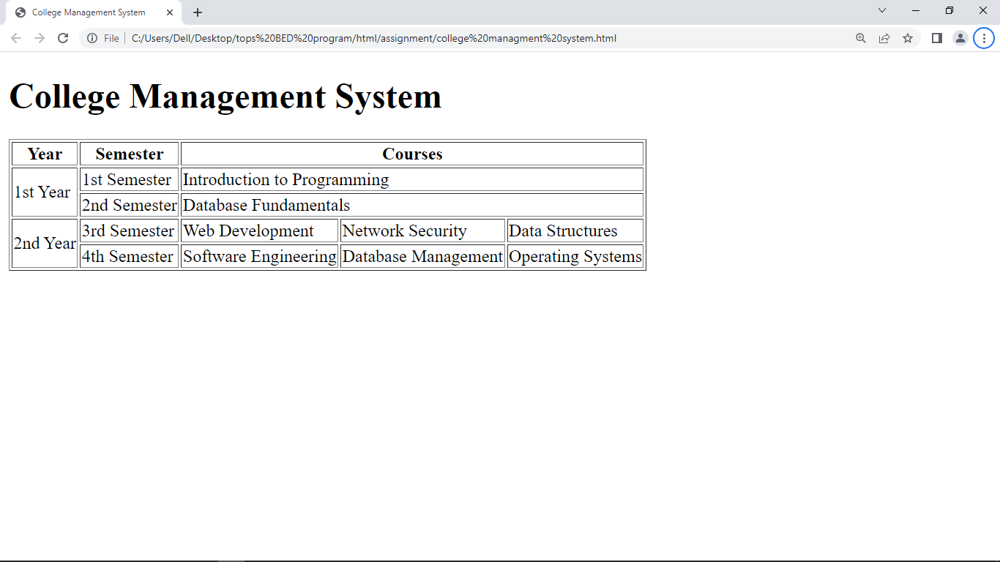 College Management System
File C:/Users/Dell/Desktop/tops%20BED%20program/html/assignment/college%20managment%20system.html
College Management System
Year Semester Courses
1st Year 1st Semester Introduction to Programming
2nd Semester Database Fundamentals
2nd Year 3rd Semester Web Development Network Security Data Structures
4th Semester Software Engineering Database Management Operating Systems